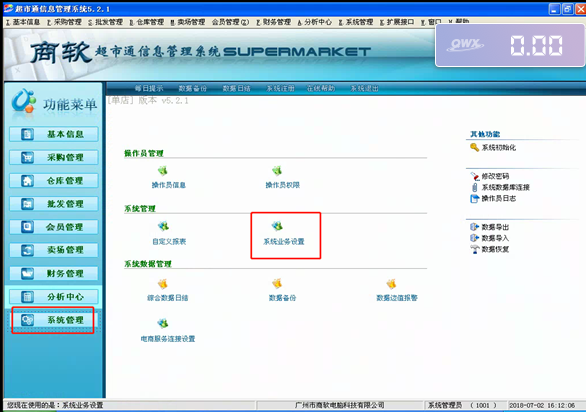 超市通信息管理系统5.2.1
I.基本信息 P.采购管理 S.批发管理 D.仓库管理 M.卖场管理 会员管理(Z) F.财务管理 A.分析中心 X.系统管理 E.扩展接口 W.窗口 H.帮助
商软 超市通信息管理系统SUPERMARKET
QWX 0.00
每日提示 数据备份 数据日结 系统注册 在线帮助 系统退出
[单店] 版本 v5.2.1
功能菜单
基本信息
采购管理
仓库管理
批发管理
会员管理
卖场管理
财务管理
分析中心
系统管理
操作员管理
操作员信息
操作员权限
系统管理
自定义报表
系统业务设置
系统数据管理
综合数据日结
数据备份
数据边值报警
电商服务连接设置
其他功能
系统初始化
修改密码
系统数据库连接
操作员日志
数据导出
数据导入
数据恢复
您现在使用的是：系统业务设置
广州市商软电脑科技有限公司
系统管理员 （ 1001 ）
2018-07-02 16:12:06